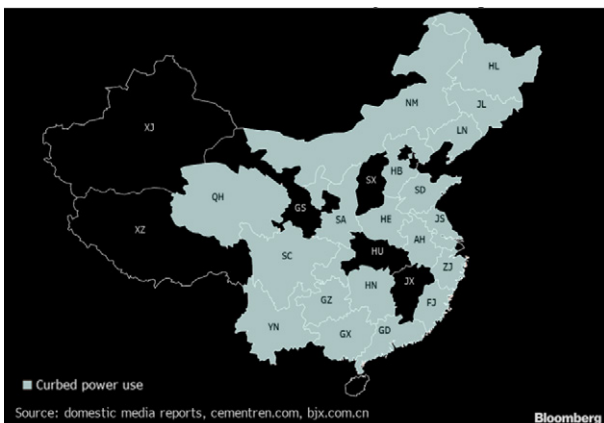 HL
NM
JL
LN
XJ
HB
SX
SD
QH
GS
SA
HE
JS
XZ
AH
HU
SC
ZJ
HN
JX
GZ
FJ
YN
GX
GD
Curbed power use
Source: domestic media reports, cementren.com, bjx.com.cn
Bloomberg